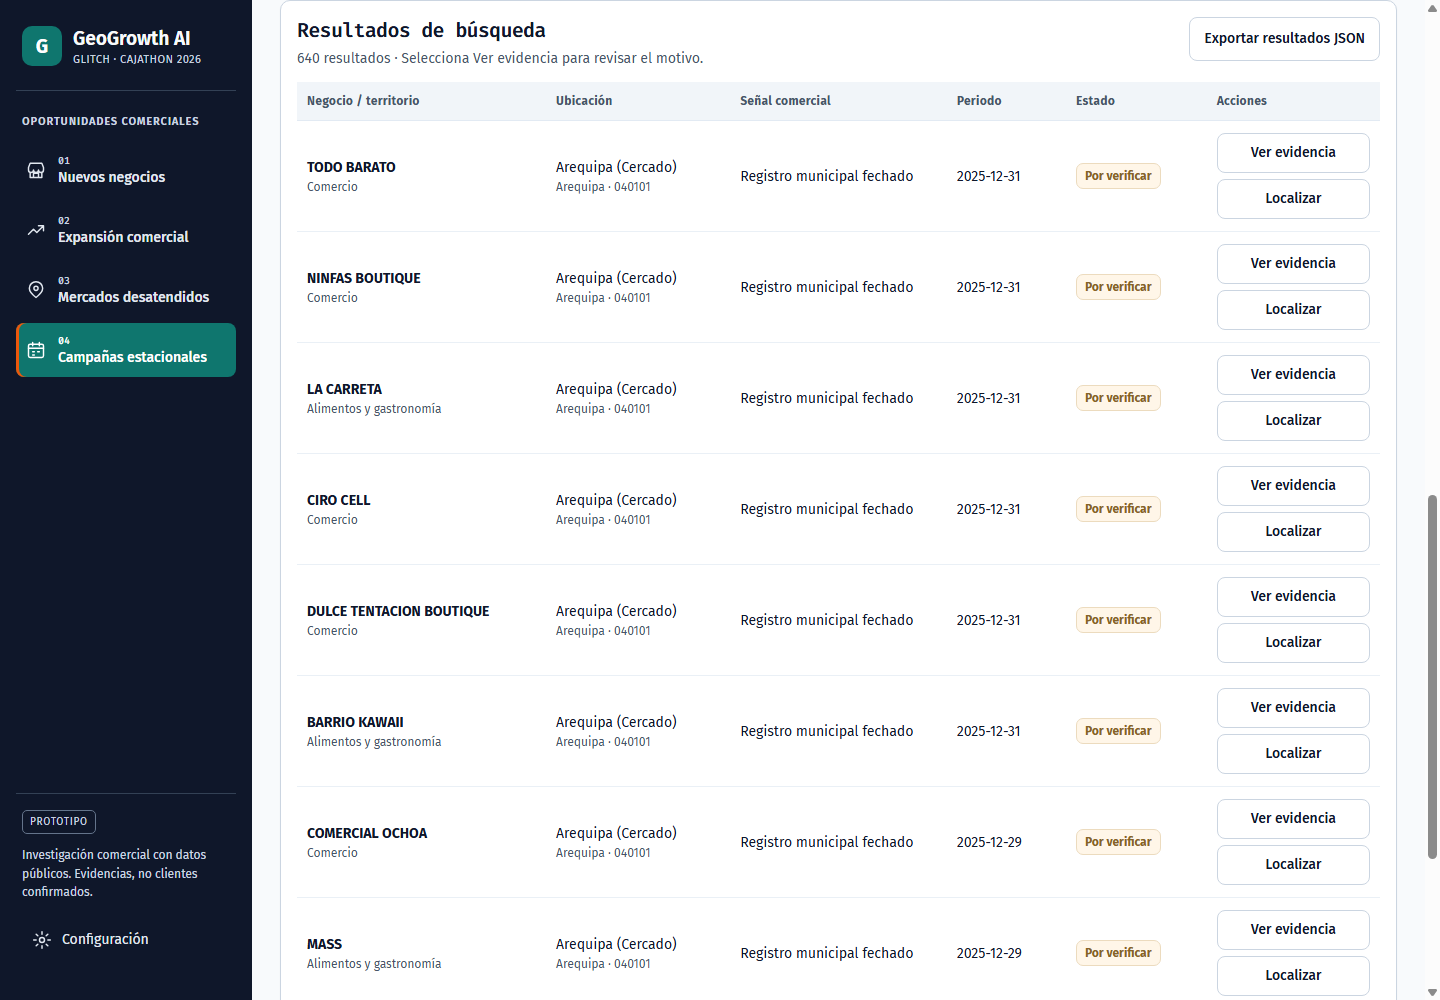 G
GeoGrowth AI
GLITCH · CAJATHON 2026
OPORTUNIDADES COMERCIALES
01
Nuevos negocios
02
Expansión comercial
03
Mercados desatendidos
04
Campañas estacionales
PROTOTIPO
Investigación comercial con datos
públicos. Evidencias, no clientes
confirmados.
Configuración
Resultados de búsqueda
640 resultados · Selecciona Ver evidencia para revisar el motivo.
Exportar resultados JSON
Negocio / territorio Ubicación Señal comercial Periodo Estado Acciones
TODO BARATO
Comercio
Arequipa (Cercado)
Arequipa · 040101
Registro municipal fechado
2025-12-31
Por verificar
Ver evidencia
Localizar
NINFAS BOUTIQUE
Comercio
Arequipa (Cercado)
Arequipa · 040101
Registro municipal fechado
2025-12-31
Por verificar
Ver evidencia
Localizar
LA CARRETA
Alimentos y gastronomía
Arequipa (Cercado)
Arequipa · 040101
Registro municipal fechado
2025-12-31
Por verificar
Ver evidencia
Localizar
CIRO CELL
Comercio
Arequipa (Cercado)
Arequipa · 040101
Registro municipal fechado
2025-12-31
Por verificar
Ver evidencia
Localizar
DULCE TENTACION BOUTIQUE
Comercio
Arequipa (Cercado)
Arequipa · 040101
Registro municipal fechado
2025-12-31
Por verificar
Ver evidencia
Localizar
BARRIO KAWAII
Alimentos y gastronomía
Arequipa (Cercado)
Arequipa · 040101
Registro municipal fechado
2025-12-31
Por verificar
Ver evidencia
Localizar
COMERCIAL OCHOA
Comercio
Arequipa (Cercado)
Arequipa · 040101
Registro municipal fechado
2025-12-29
Por verificar
Ver evidencia
Localizar
MASS
Alimentos y gastronomía
Arequipa (Cercado)
Arequipa · 040101
Registro municipal fechado
2025-12-29
Por verificar
Ver evidencia
Localizar